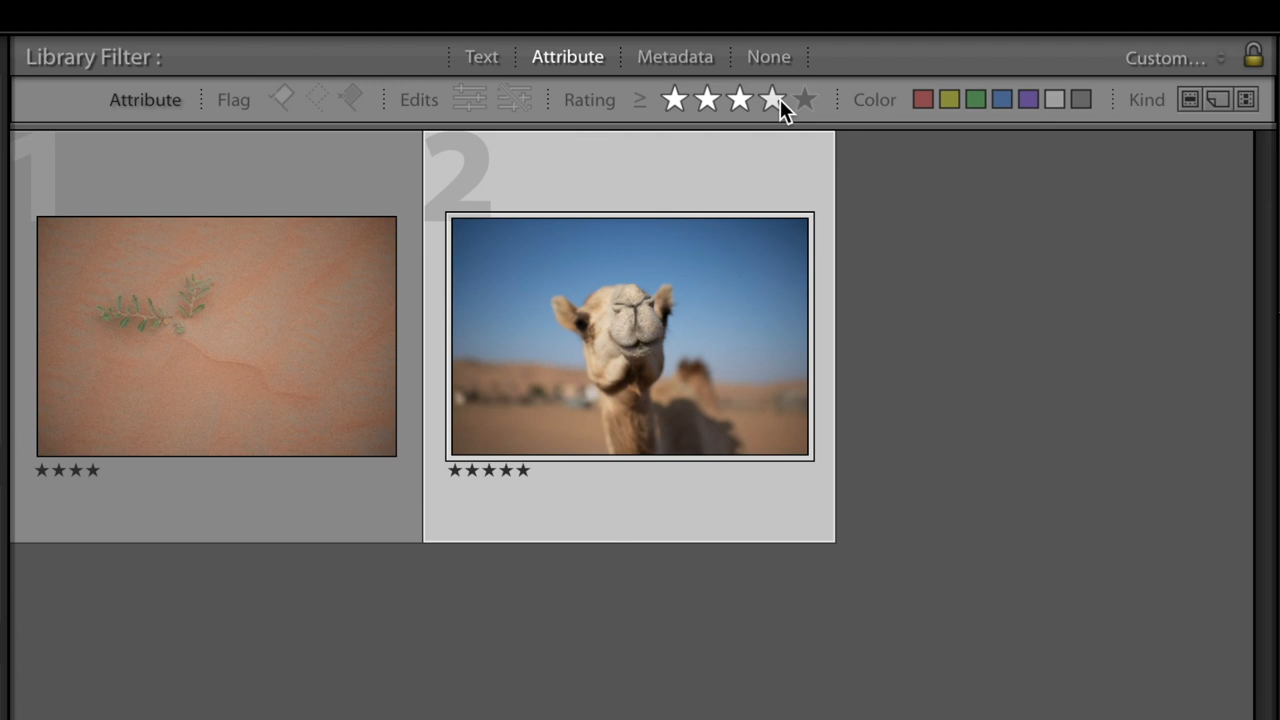 Library Filter : Text Attribute Metadata None Custom...
Attribute Flag Edits Rating ≥ ★★★★★ Color Kind
1 2
★★★★ ★★★★★